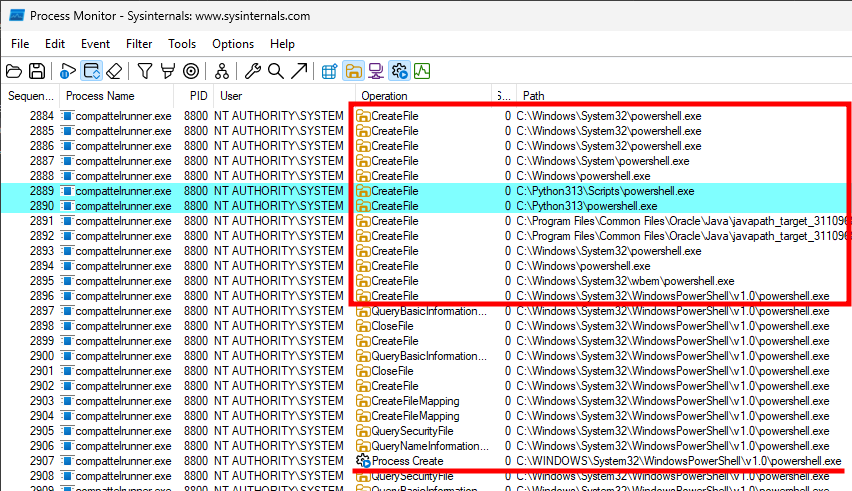 Process Monitor - Sysinternals: www.sysinternals.com
File Edit Event Filter Tools Options Help
Sequen... Process Name PID User Operation S... Path
2884 compattelrunner.exe 8800 NT AUTHORITY\SYSTEM CreateFile 0 C:\Windows\System32\powershell.exe
2885 compattelrunner.exe 8800 NT AUTHORITY\SYSTEM CreateFile 0 C:\Windows\System32\powershell.exe
2886 compattelrunner.exe 8800 NT AUTHORITY\SYSTEM CreateFile 0 C:\Windows\System32\powershell.exe
2887 compattelrunner.exe 8800 NT AUTHORITY\SYSTEM CreateFile 0 C:\Windows\System\powershell.exe
2888 compattelrunner.exe 8800 NT AUTHORITY\SYSTEM CreateFile 0 C:\Windows\powershell.exe
2889 compattelrunner.exe 8800 NT AUTHORITY\SYSTEM CreateFile 0 C:\Python313\Scripts\powershell.exe
2890 compattelrunner.exe 8800 NT AUTHORITY\SYSTEM CreateFile 0 C:\Python313\powershell.exe
2891 compattelrunner.exe 8800 NT AUTHORITY\SYSTEM CreateFile 0 C:\Program Files\Common Files\Oracle\Java\javapath_target_311096
2892 compattelrunner.exe 8800 NT AUTHORITY\SYSTEM CreateFile 0 C:\Program Files\Common Files\Oracle\Java\javapath_target_311096
2893 compattelrunner.exe 8800 NT AUTHORITY\SYSTEM CreateFile 0 C:\Windows\System32\powershell.exe
2894 compattelrunner.exe 8800 NT AUTHORITY\SYSTEM CreateFile 0 C:\Windows\powershell.exe
2895 compattelrunner.exe 8800 NT AUTHORITY\SYSTEM CreateFile 0 C:\Windows\System32\wbem\powershell.exe
2896 compattelrunner.exe 8800 NT AUTHORITY\SYSTEM CreateFile 0 C:\Windows\System32\WindowsPowerShell\v1.0\powershell.exe
2897 compattelrunner.exe 8800 NT AUTHORITY\SYSTEM QueryBasicInformation... 0 C:\Windows\System32\WindowsPowerShell\v1.0\powershell.exe
2898 compattelrunner.exe 8800 NT AUTHORITY\SYSTEM CloseFile 0 C:\Windows\System32\WindowsPowerShell\v1.0\powershell.exe
2899 compattelrunner.exe 8800 NT AUTHORITY\SYSTEM CreateFile 0 C:\Windows\System32\WindowsPowerShell\v1.0\powershell.exe
2900 compattelrunner.exe 8800 NT AUTHORITY\SYSTEM QueryBasicInformation... 0 C:\Windows\System32\WindowsPowerShell\v1.0\powershell.exe
2901 compattelrunner.exe 8800 NT AUTHORITY\SYSTEM CloseFile 0 C:\Windows\System32\WindowsPowerShell\v1.0\powershell.exe
2902 compattelrunner.exe 8800 NT AUTHORITY\SYSTEM CreateFile 0 C:\Windows\System32\WindowsPowerShell\v1.0\powershell.exe
2903 compattelrunner.exe 8800 NT AUTHORITY\SYSTEM CreateFileMapping 0 C:\Windows\System32\WindowsPowerShell\v1.0\powershell.exe
2904 compattelrunner.exe 8800 NT AUTHORITY\SYSTEM CreateFileMapping 0 C:\Windows\System32\WindowsPowerShell\v1.0\powershell.exe
2905 compattelrunner.exe 8800 NT AUTHORITY\SYSTEM QuerySecurityFile 0 C:\Windows\System32\WindowsPowerShell\v1.0\powershell.exe
2906 compattelrunner.exe 8800 NT AUTHORITY\SYSTEM QueryNameInformation... 0 C:\Windows\System32\WindowsPowerShell\v1.0\powershell.exe
2907 compattelrunner.exe 8800 NT AUTHORITY\SYSTEM Process Create 0 C:\WINDOWS\System32\WindowsPowerShell\v1.0\powershell.exe
2908 compattelrunner.exe 8800 NT AUTHORITY\SYSTEM QuerySecurityFile 0 C:\Windows\System32\WindowsPowerShell\v1.0\powershell.exe
2909 compattelrunner.exe 8800 NT AUTHORITY\SYSTEM QueryBasicInformation... 0 C:\Windows\System32\WindowsPowerShell\v1.0\powershell.exe